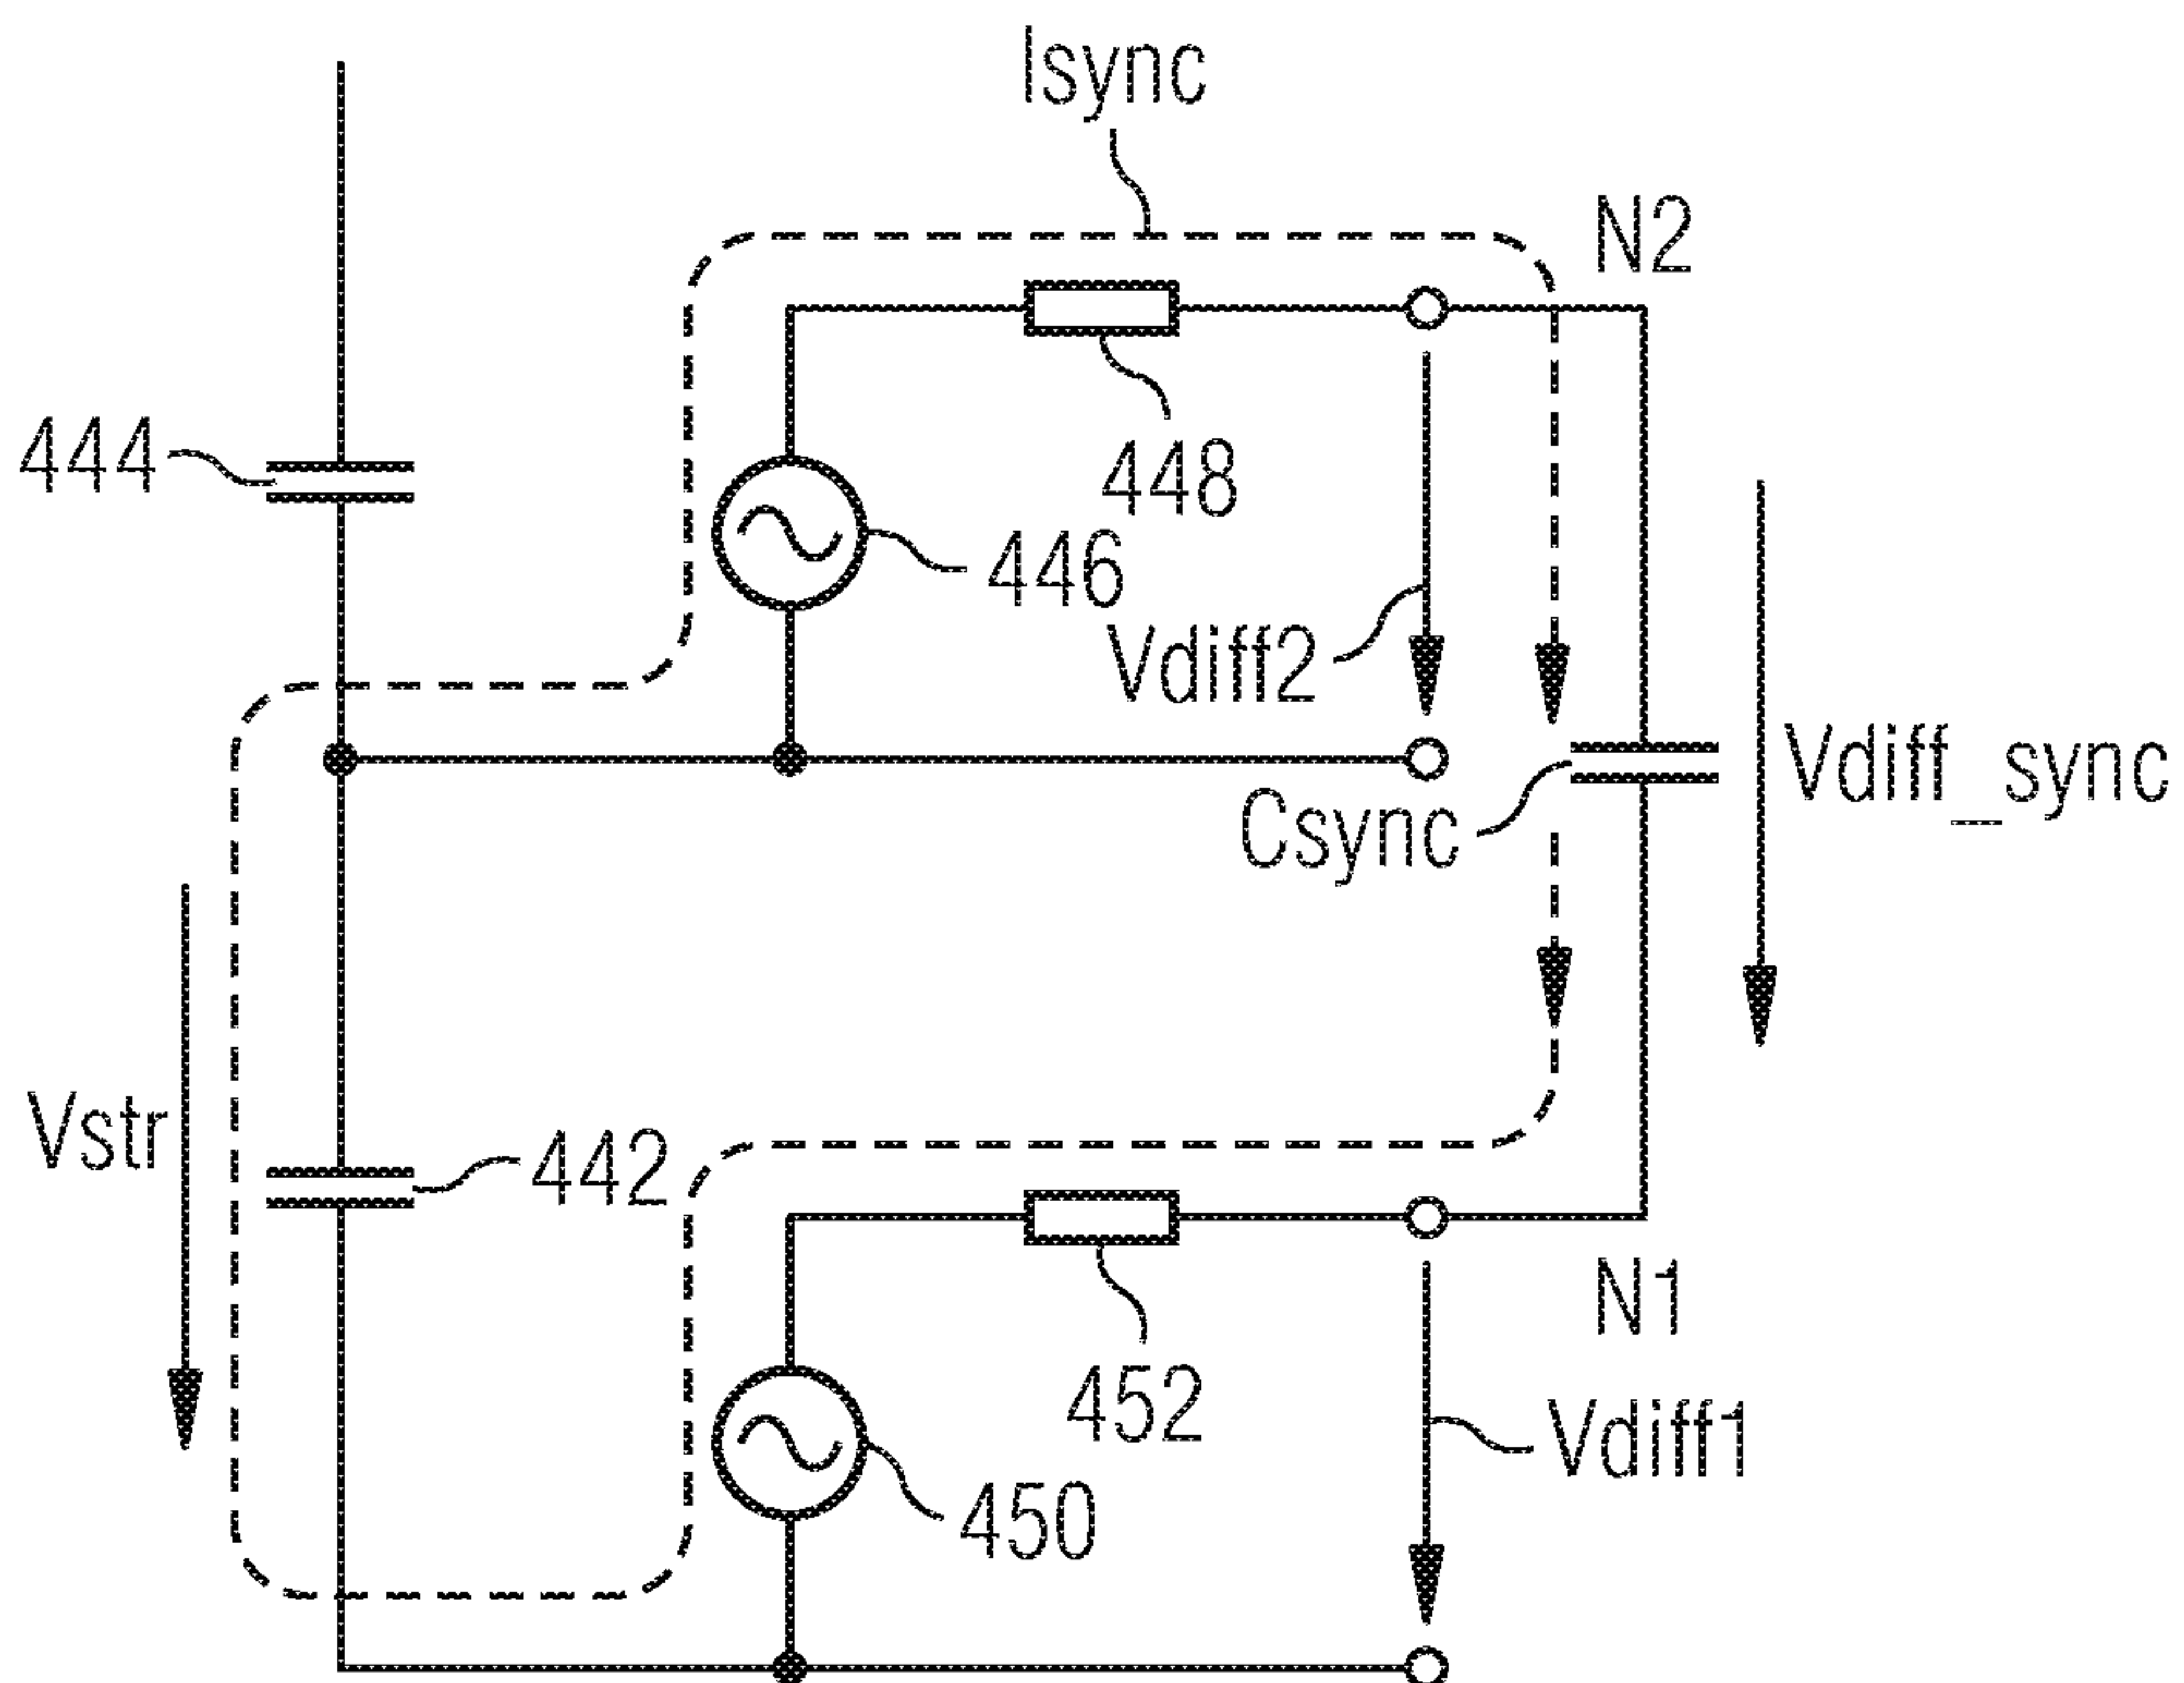 Isync
N2
444
448
446
Vdiff2
Vdiff_sync
Csync
Vstr
442
N1
452
Vdiff1
450